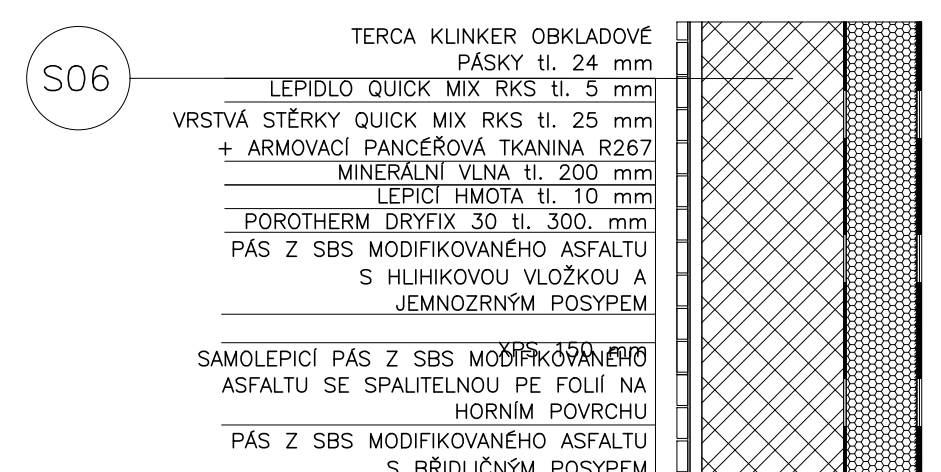 TERCA KLINKER OBKLADOVÉ
PÁSKY tl. 24 mm
S06
LEPIDLO QUICK MIX RKS tl. 5 mm
VRSTVÁ STĚRKY QUICK MIX RKS tl. 25 mm
+ ARMOVACÍ PANCÉŘOVÁ TKANINA R267
MINERÁLNÍ VLNA tl. 200 mm
LEPICÍ HMOTA tl. 10 mm
POROTHERM DRYFIX 30 tl. 300. mm
PÁS Z SBS MODIFIKOVANÉHO ASFALTU
S HLIHIKOVOU VLOŽKOU A
JEMNOZRNÝM POSYPEM
XPS 150 mm
SAMOLEPICÍ PÁS Z SBS MODIFIKOVANÉHO
ASFALTU SE SPALITELNOU PE FOLIÍ NA
HORNÍM POVRCHU
PÁS Z SBS MODIFIKOVANÉHO ASFALTU
S BŘIDLIČNÝM POSYPEM